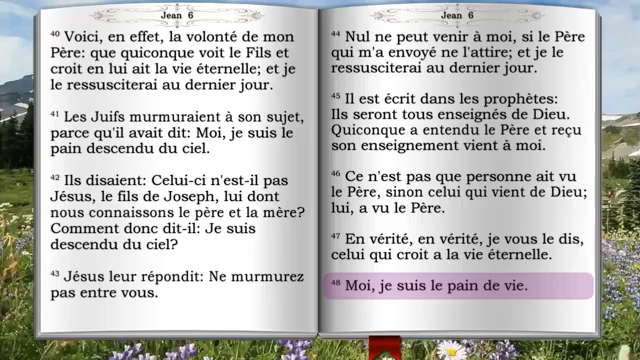 Jean 6
40 Voici, en effet, la volonté de mon
Père: que quiconque voit le Fils et
croit en lui ait la vie éternelle; et je
le ressusciterai au dernier jour.
41 Les Juifs murmuraient à son sujet,
parce qu'il avait dit: Moi, je suis le
pain descendu du ciel.
42 Ils disaient: Celui-ci n'est-il pas
Jésus, le fils de Joseph, lui dont
nous connaissons le père et la mère?
Comment donc dit-il: Je suis
descendu du ciel?
43 Jésus leur répondit: Ne murmurez
pas entre vous.
Jean 6
44 Nul ne peut venir à moi, si le Père
qui m'a envoyé ne l'attire; et je le
ressusciterai au dernier jour.
45 Il est écrit dans les prophètes:
Ils seront tous enseignés de Dieu.
Quiconque a entendu le Père et reçu
son enseignement vient à moi.
46 Ce n'est pas que personne ait vu
le Père, sinon celui qui vient de Dieu;
lui, a vu le Père.
47 En vérité, en vérité, je vous le dis,
celui qui croit a la vie éternelle.
48 Moi, je suis le pain de vie.